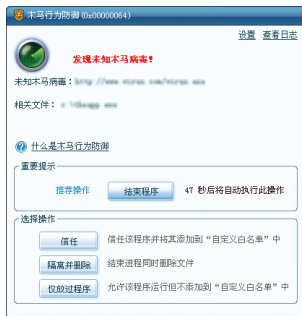 木马行为防御(0x00000064)
设置 查看日志
发现未知木马病毒!
未知木马病毒：
相关文件：
什么是木马行为防御
重要提示
推荐操作 结束程序 47 秒后将自动执行此操作
选择操作
信任 信任该程序并将其添加到“自定义白名单”中
隔离并删除 结束进程同时删除文件
仅放过程序 允许该程序运行但不添加到“自定义白名单”中